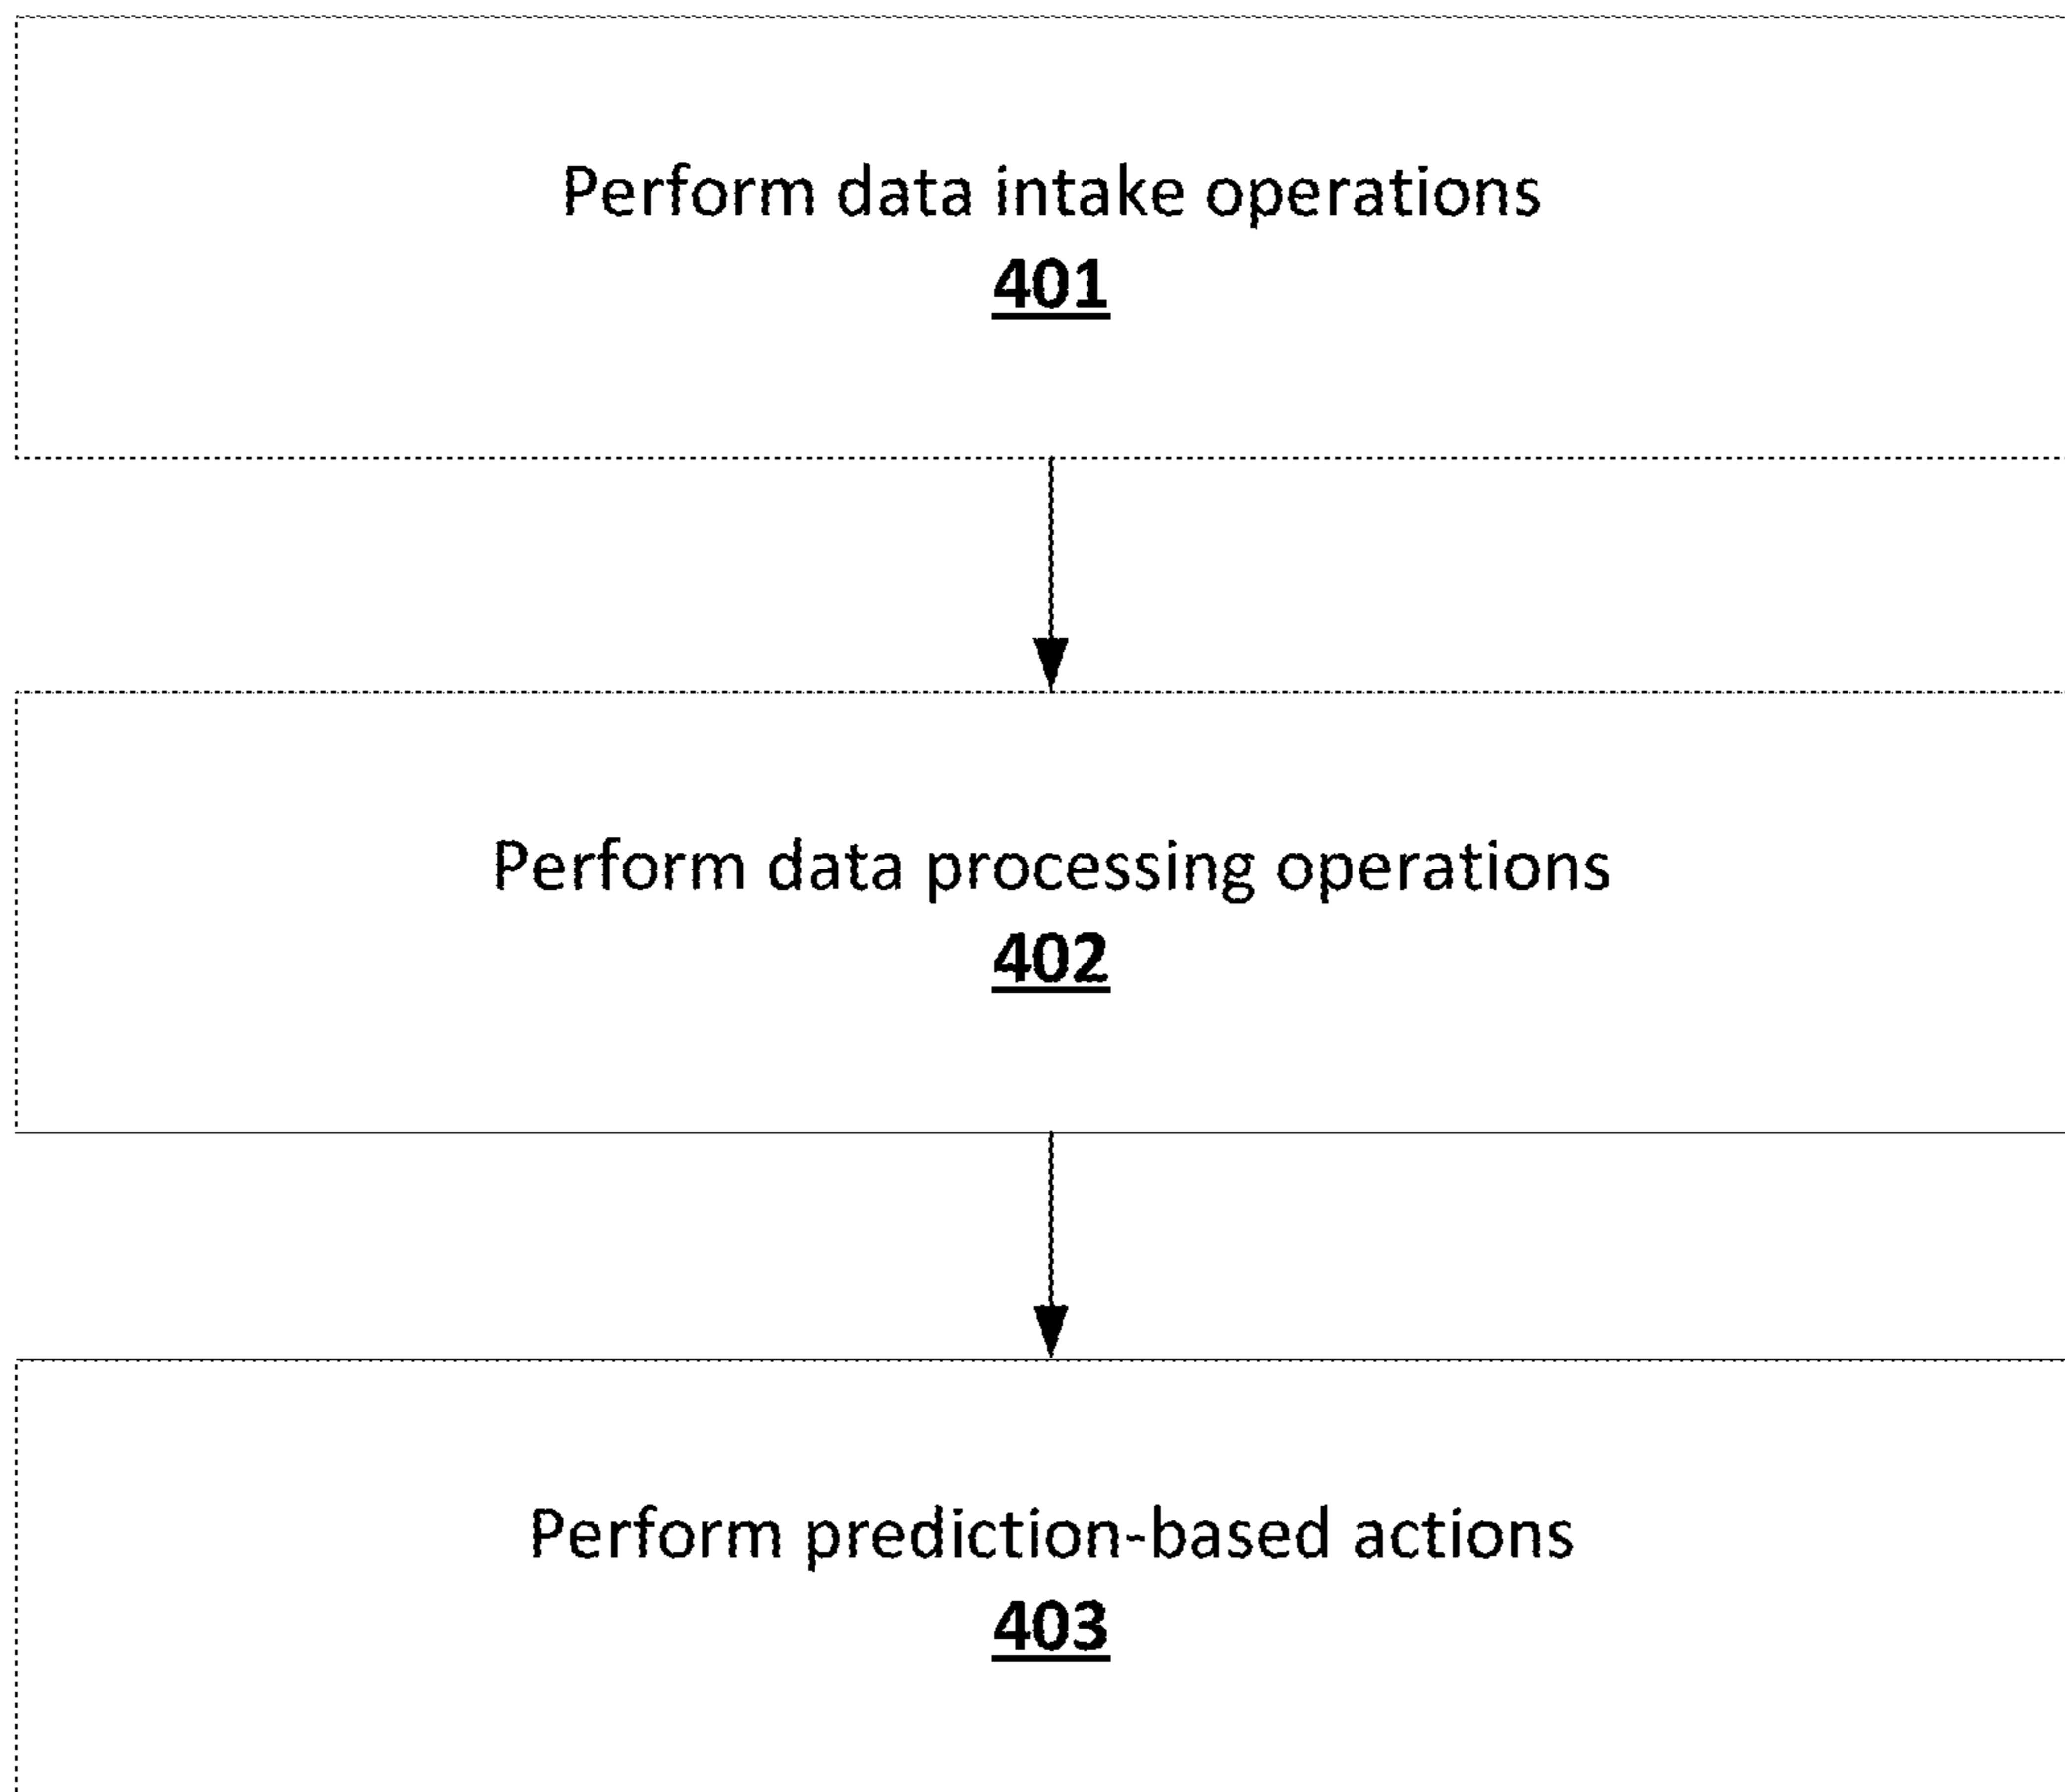 Perform data intake operations
401
Perform data processing operations
402
Perform prediction-based actions
403